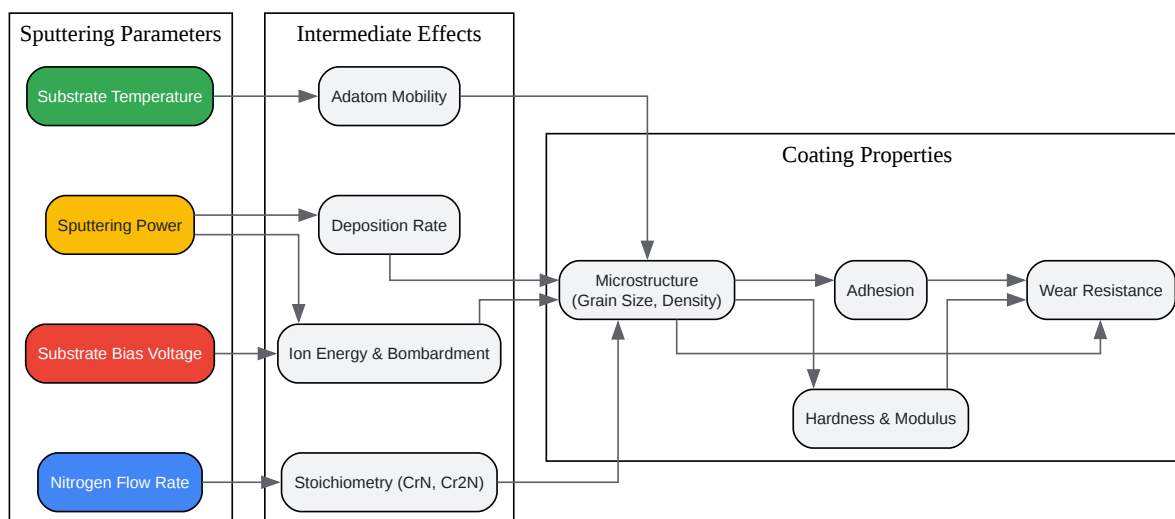 Sputtering Parameters
Substrate Temperature
Sputtering Power
Substrate Bias Voltage
Nitrogen Flow Rate
Intermediate Effects
Adatom Mobility
Deposition Rate
Ion Energy & Bombardment
Stoichiometry (CrN, Cr2N)
Coating Properties
Microstructure
(Grain Size, Density)
Adhesion
Wear Resistance
Hardness & Modulus